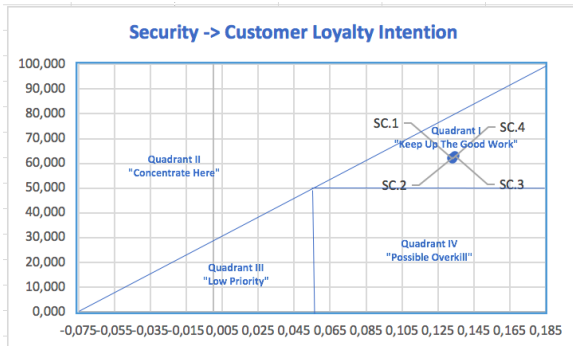 Security -> Customer Loyalty Intention
100,000
90,000
80,000
70,000
60,000
50,000
40,000
30,000
20,000
10,000
0,000
SC.1
SC.4
Quadrant I
"Keep Up The Good Work"
Quadrant II
"Concentrate Here"
SC.2
SC.3
Quadrant IV
"Possible Overkill"
Quadrant III
"Low Priority"
-0,075-0,055-0,035-0,015 0,005 0,025 0,045 0,065 0,085 0,105 0,125 0,145 0,165 0,185